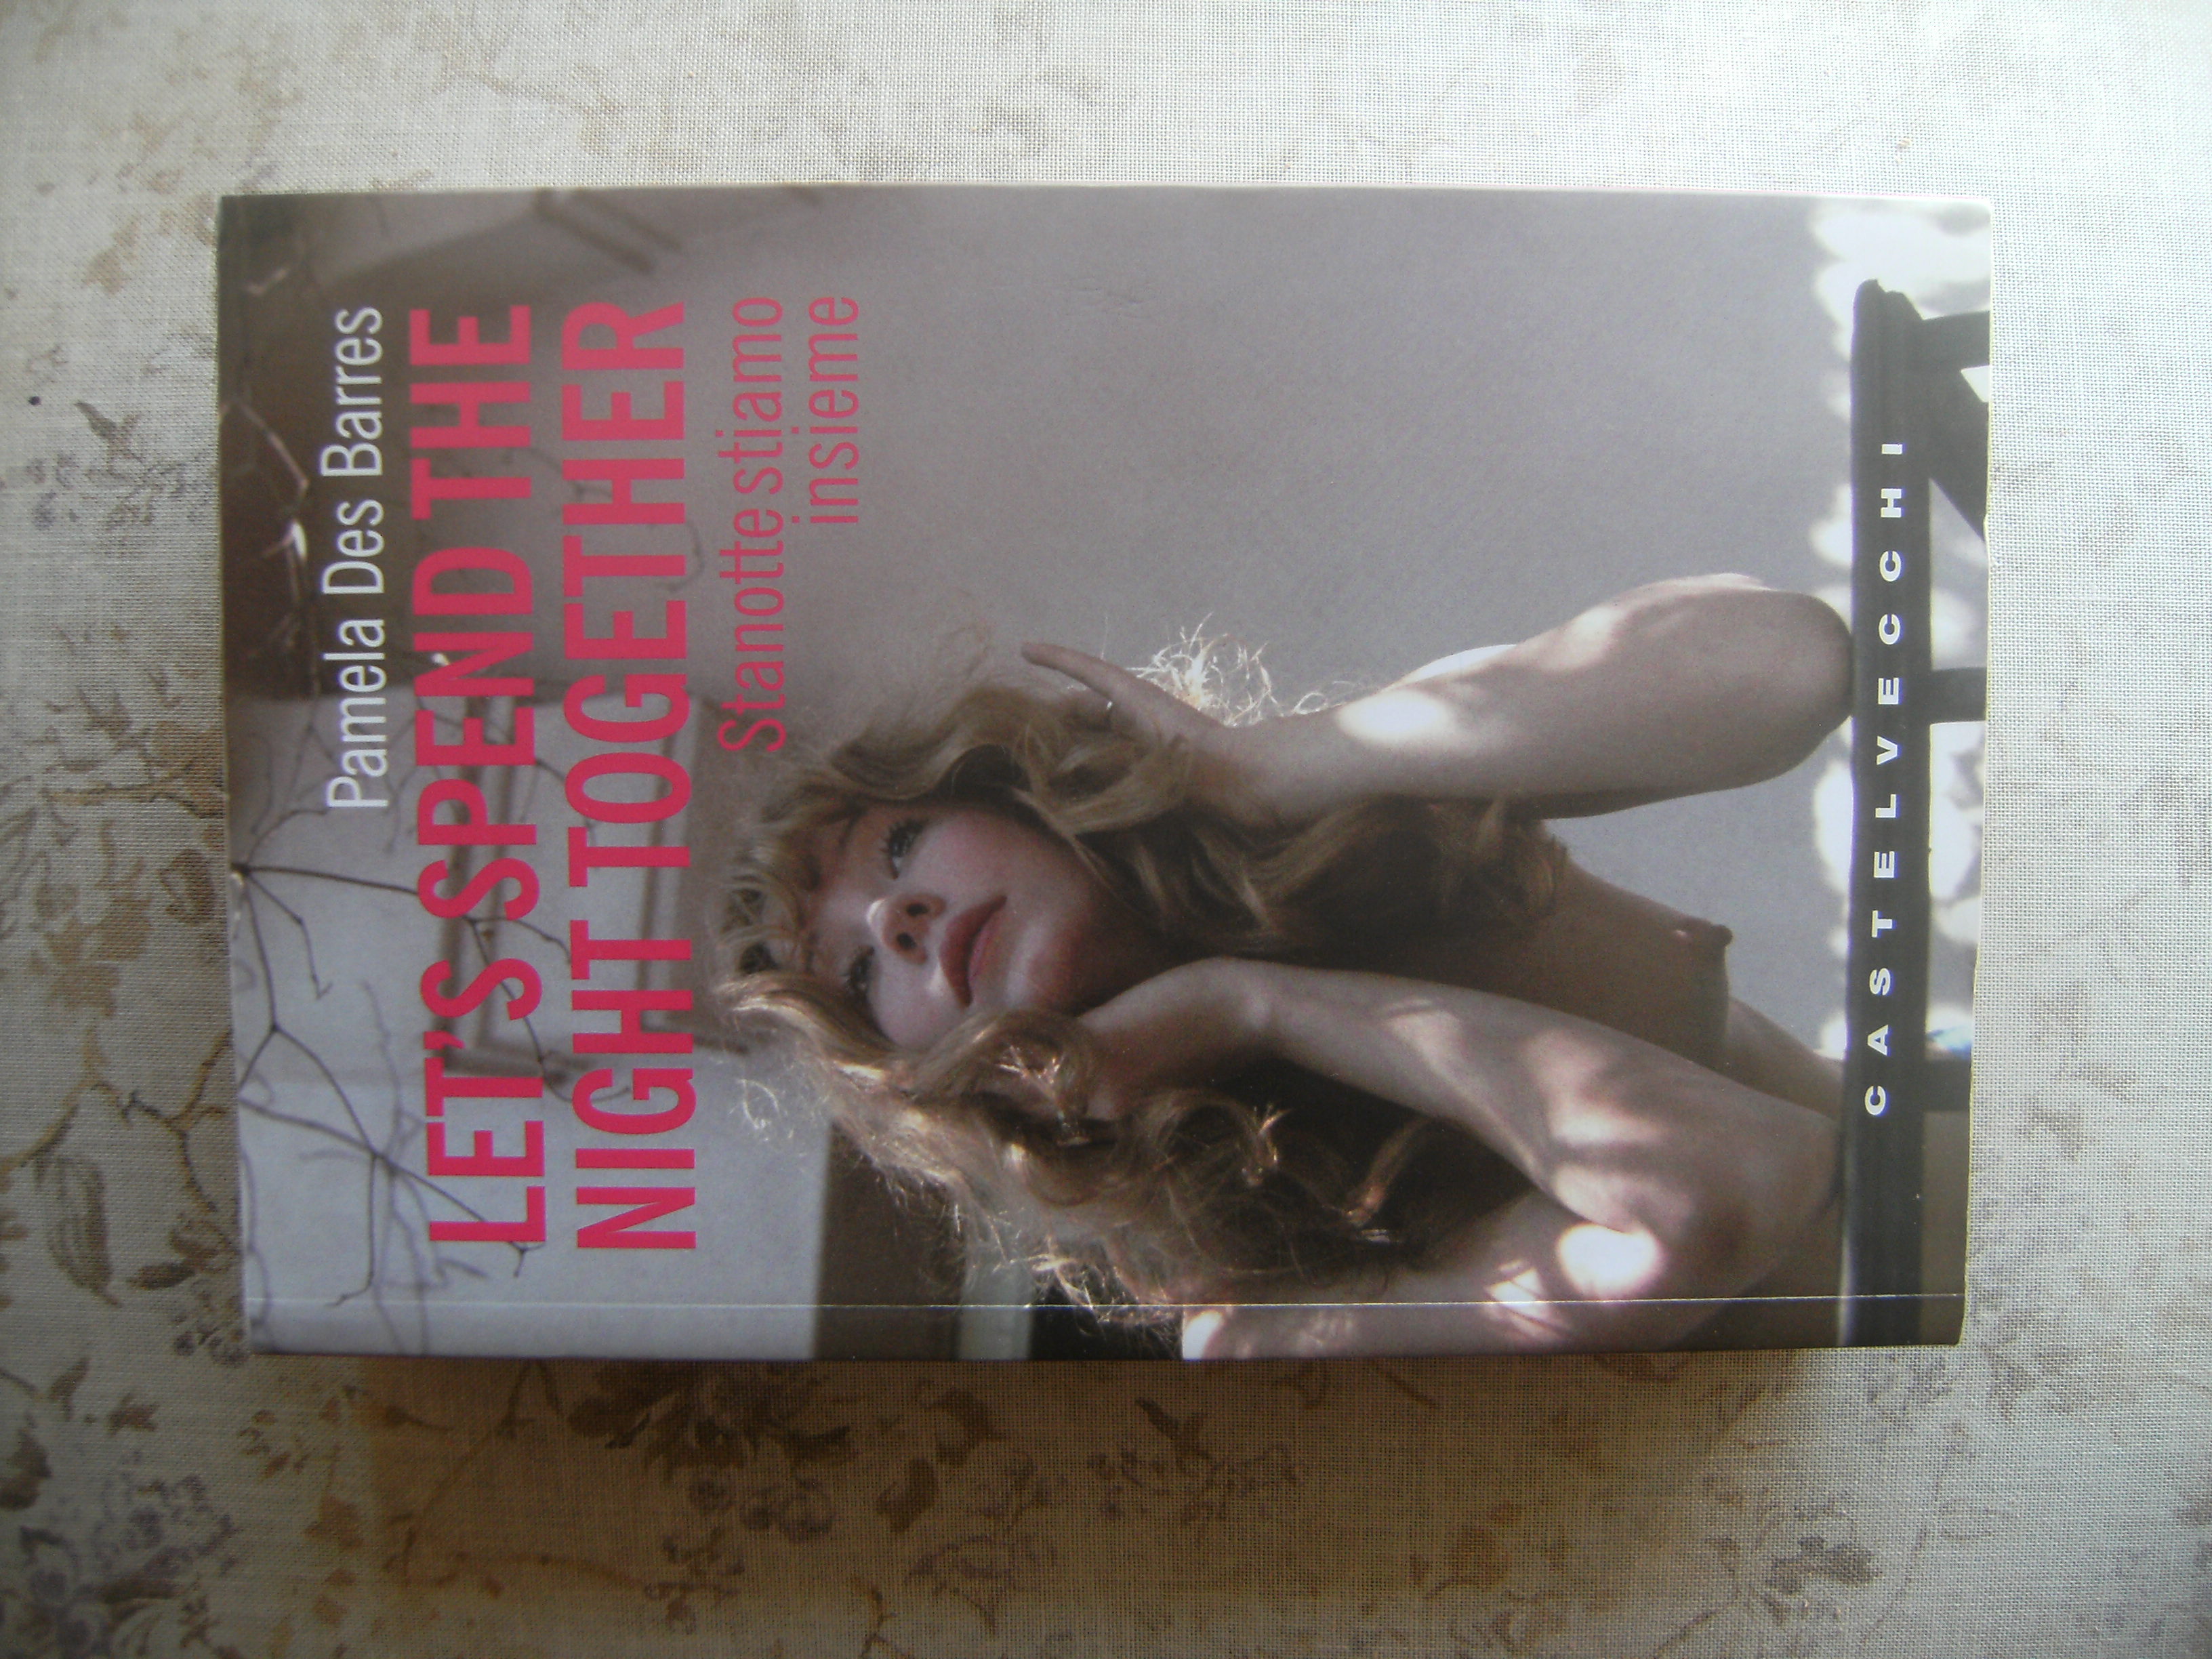 Pamela Des Barres
LET'S SPEND THE
NIGHT TOGETHER
Stanotte stiamo
insieme
CASTELVECCHI